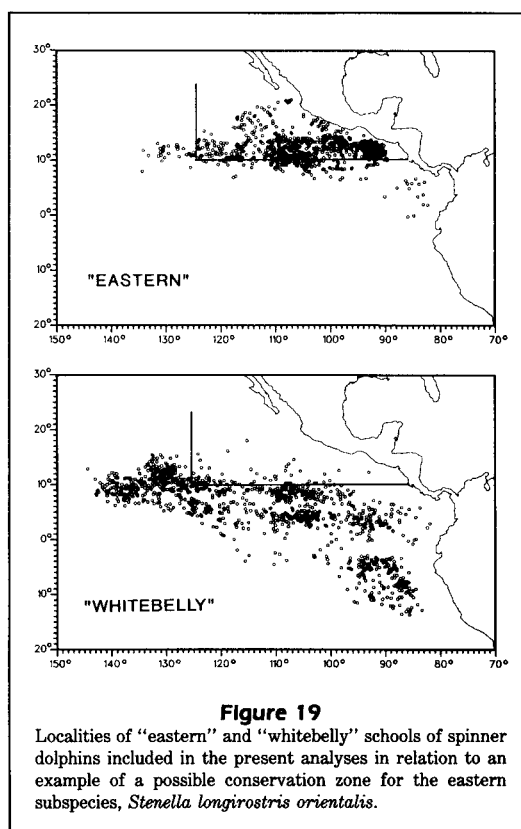 30°
20°
10°
0°
10°
20°
"EASTERN"
150° 140° 130° 120° 110° 100° 90° 80° 70°
30°
20°
10°
0°
10°
20°
"WHITEBELLY"
150° 140° 130° 120° 110° 100° 90° 80° 70°
Figure 19
Localities of "eastern" and "whitebelly" schools of spinner
dolphins included in the present analyses in relation to an
example of a possible conservation zone for the eastern
subspecies, Stenella longirostris orientalis.